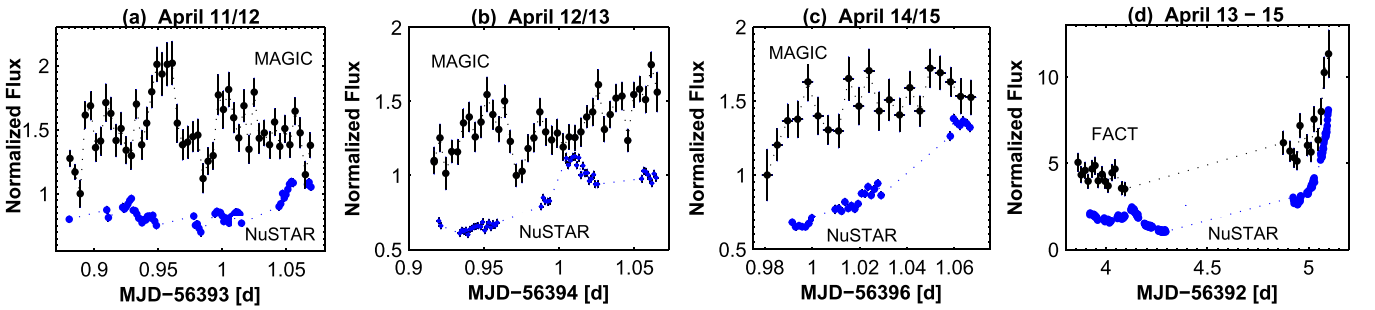 (a) April 11/12
Normalized Flux
2
1.5
1
MAGIC
NuSTAR
0.9
0.95
1
1.05
MJD−56393 [d]
(b) April 12/13
Normalized Flux
2
1.5
1
0.5
MAGIC
NuSTAR
0.9
0.95
1
1.05
MJD−56394 [d]
(c) April 14/15
Normalized Flux
2
1.5
1
0.5
MAGIC
NuSTAR
0.98
1
1.02
1.04
1.06
MJD−56396 [d]
(d) April 13 − 15
Normalized Flux
10
5
0
FACT
NuSTAR
4
4.5
5
MJD−56392 [d]